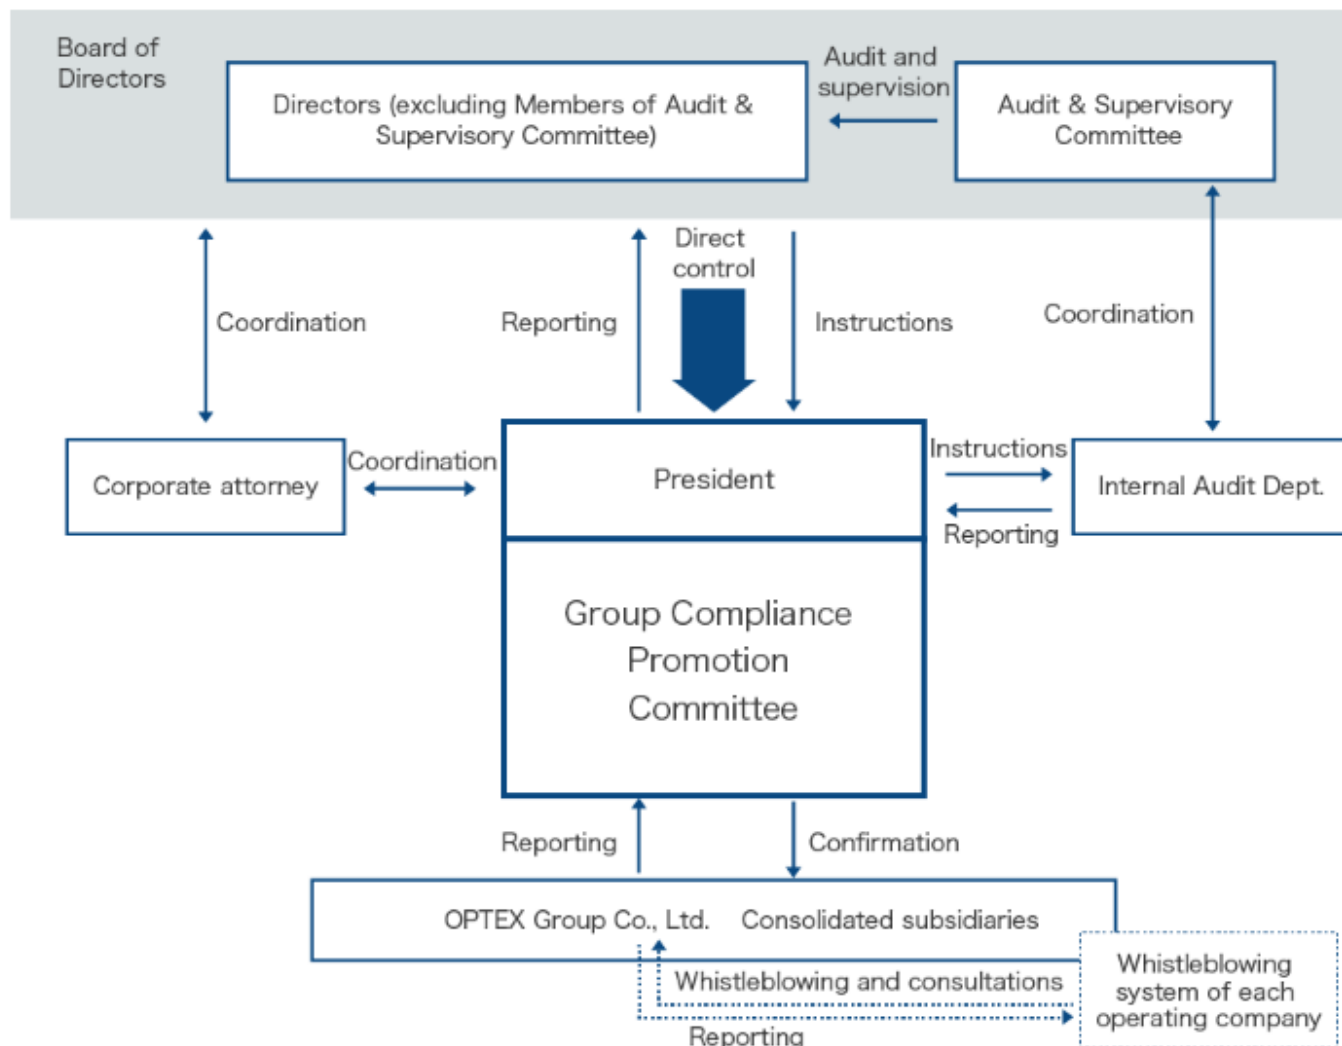 Board of
Directors
Directors (excluding Members of Audit &
Supervisory Committee)
Audit and
supervision
Audit & Supervisory
Committee
Coordination
Reporting
Direct
control
Instructions
Coordination
Corporate attorney
Coordination
President
Instructions
Reporting
Internal Audit Dept.
Group Compliance
Promotion
Committee
Reporting
Confirmation
OPTEX Group Co., Ltd. Consolidated subsidiaries
Whistleblowing and consultations
Reporting
Whistleblowing
system of each
operating company